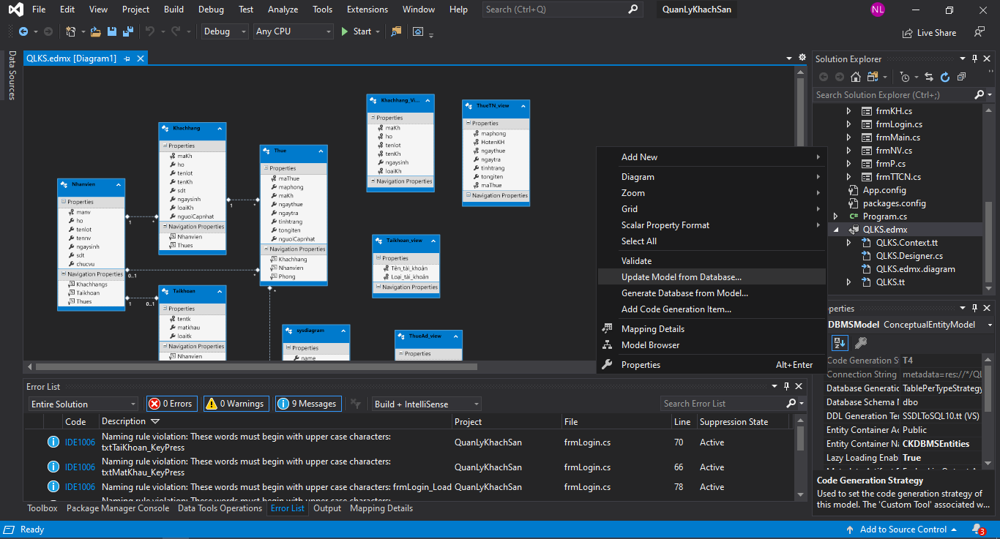 File Edit View Project Build Debug Test Analyze Tools Extensions Window Help Search (Ctrl+Q) QuanLyKhachSan NL
Debug Any CPU Start Live Share
Data Sources
QLKS.edmx [Diagram1]
Nhanvien
Properties
manv
ho
tenlot
tennv
ngaysinh
sdt
chucvu
Navigation Properties
Khachhangs
Taikhoan
Thues
Khachhang
Properties
maKh
ho
tenlot
tenKh
sdt
ngaysinh
loaiKh
nguoiCapnhat
Navigation Properties
Nhanvien
Thues
1 *
0..1 *
1 0..1
1 *
*
Taikhoan
Properties
tentk
matkhau
loaitk
Navigation Properties
Nhanvien
Thue
Properties
maThue
maphong
maKh
ngaythue
ngaytra
tinhtrang
tongiten
nguoiCapnhat
Navigation Properties
Khachhang
Nhanvien
Phong
sysdiagram
Properties
name
Khachhang_Vi...
Properties
maKh
ho
tenlot
tenKh
ngaysinh
loaiKh
Navigation Properties
ThueTN_view
Properties
maphong
HotenKH
ngaythue
ngaytra
tinhtrang
tongiten
maThue
Navigation Properties
Taikhoan_view
Properties
Tên_tài_khoản
Loại_tài_khoản
Navigation Properties
ThueAd_view
Properties
Add New
Diagram
Zoom
Grid
Scalar Property Format
Select All
Validate
Update Model from Database...
Generate Database from Model...
Add Code Generation Item...
Mapping Details
Model Browser
Properties Alt+Enter
Solution Explorer
Search Solution Explorer (Ctrl+;)
frmKH.cs
frmLogin.cs
frmMain.cs
frmNV.cs
frmP.cs
frmTTCN.cs
App.config
packages.config
C# Program.cs
QLKS.edmx
QLKS.Context.tt
QLKS.Designer.cs
QLKS.edmx.diagram
QLKS.tt
perties
DBMSModel ConceptualEntityModel
Code Generation S T4
Connection String metadata=res://*/QL
Database Generatic TablePerTypeStrategy
Database Schema N dbo
DDL Generation Ter SSDLToSQL10.tt (VS)
Entity Container Ac Public
Entity Container Na CKDBMSEntities
Lazy Loading Enab True
Code Generation Strategy
Used to set the code generation strategy of
this model. The 'Custom Tool' associated w...
Error List
Entire Solution 0 Errors 0 Warnings 9 Messages Build + IntelliSense Search Error List
Code Description Project File Line Suppression State
IDE1006 Naming rule violation: These words must begin with upper case characters: txtTaiKhoan_KeyPress QuanLyKhachSan frmLogin.cs 70 Active
IDE1006 Naming rule violation: These words must begin with upper case characters: txtMatKhau_KeyPress QuanLyKhachSan frmLogin.cs 66 Active
IDE1006 Naming rule violation: These words must begin with upper case characters: frmLogin_Load QuanLyKhachSan frmLogin.cs 78 Active
Naming rule violation: These words must begin with upper case characters:
Toolbox Package Manager Console Data Tools Operations Error List Output Mapping Details
Ready Add to Source Control 3